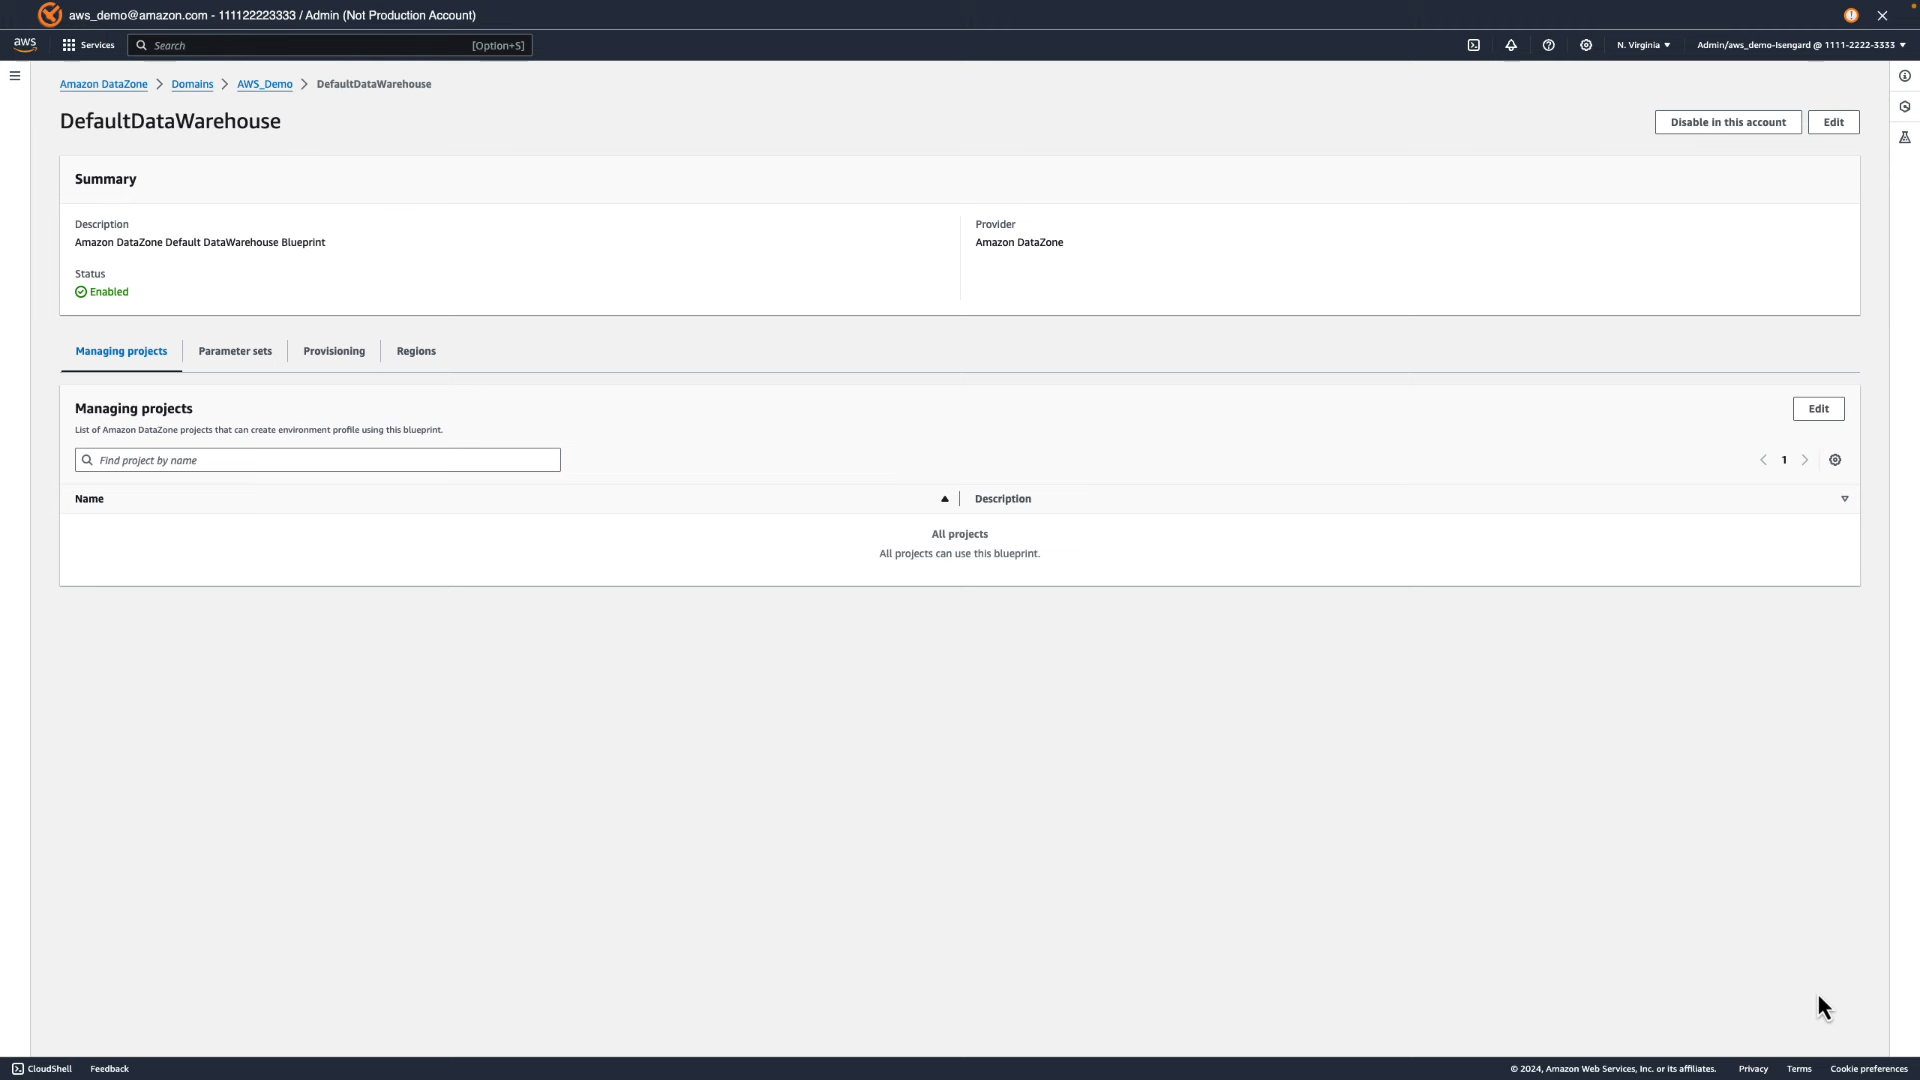 aws_demo@amazon.com - 111122223333 / Admin (Not Production Account)
aws Services Search [Option+S] N. Virginia Admin/aws_demo-Isengard @ 1111-2222-3333
Amazon DataZone Domains AWS_Demo DefaultDataWarehouse
DefaultDataWarehouse Disable in this account Edit
Summary
Description Provider
Amazon DataZone Default DataWarehouse Blueprint Amazon DataZone
Status
Enabled
Managing projects Parameter sets Provisioning Regions
Managing projects Edit
List of Amazon DataZone projects that can create environment profile using this blueprint.
Find project by name 1
Name Description
All projects
All projects can use this blueprint.
CloudShell Feedback © 2024, Amazon Web Services, Inc. or its affiliates. Privacy Terms Cookie preferences